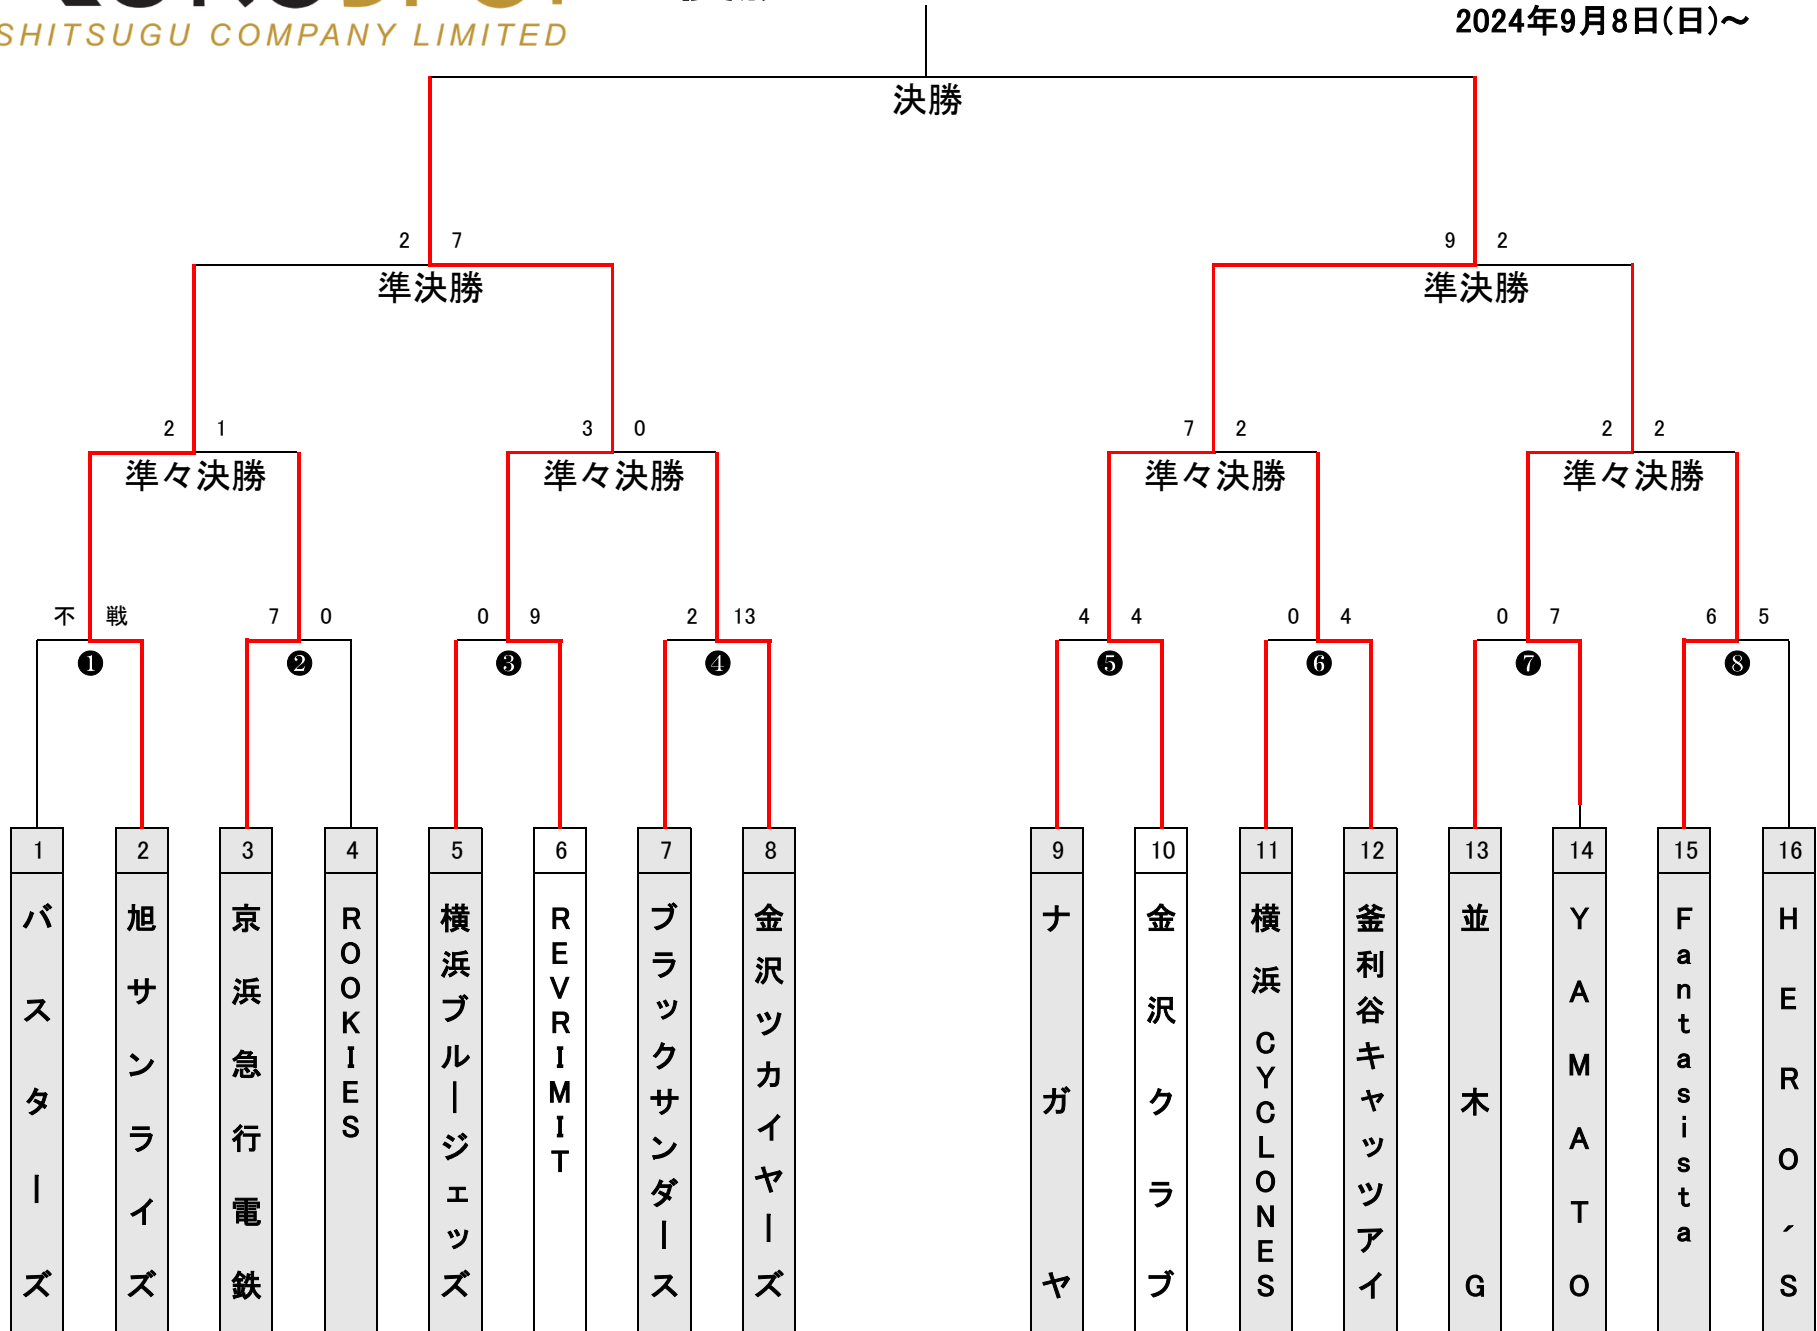 SHITSUGU COMPANY LIMITED
2024年9月8日(日)～
決勝
2 7
9 2
準決勝
準決勝
2 1
3 0
7 2
2 2
準々決勝
準々決勝
準々決勝
準々決勝
不 戦
7 0
0 9
2 13
4 4
0 4
0 7
6 5
❶
❷
❸
❹
❺
❻
❼
❽
1
2
3
4
5
6
7
8
9
10
11
12
13
14
15
16
バスターズ
旭サンライズ
京浜急行電鉄
ROOKIES
横浜ブルージェッズ
REVRIMIT
ブラックサンダース
金沢ツカイヤーズ
ナガヤ
金沢クラブ
横浜 CYCLONES
釜利谷キャッツアイ
並木G
YAMATO
Fantasista
HERO´S